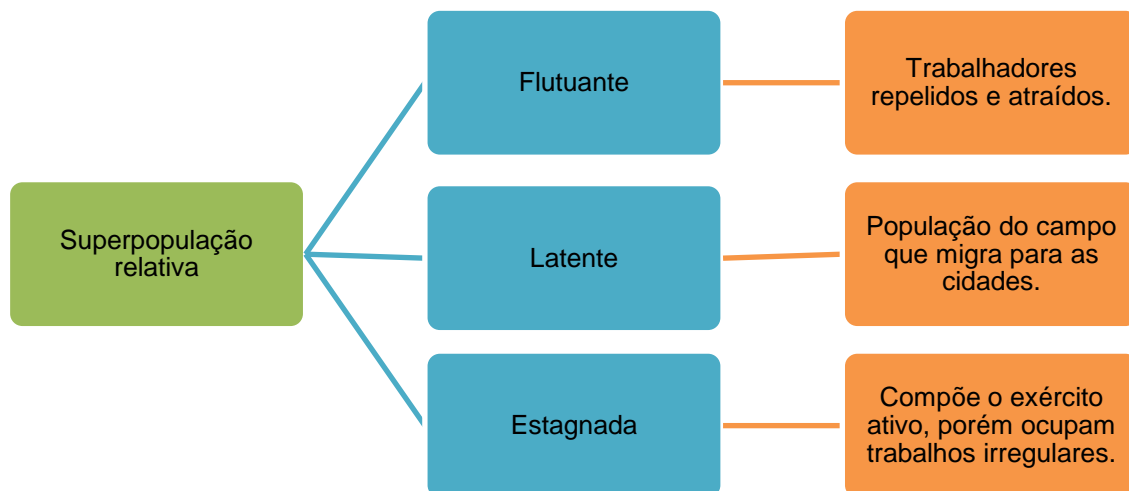 Superpopulação
relativa
Flutuante
Trabalhadores
repelidos e atraídos.
Latente
População do campo
que migra para as
cidades.
Estagnada
Compõe o exército
ativo, porém ocupam
trabalhos irregulares.